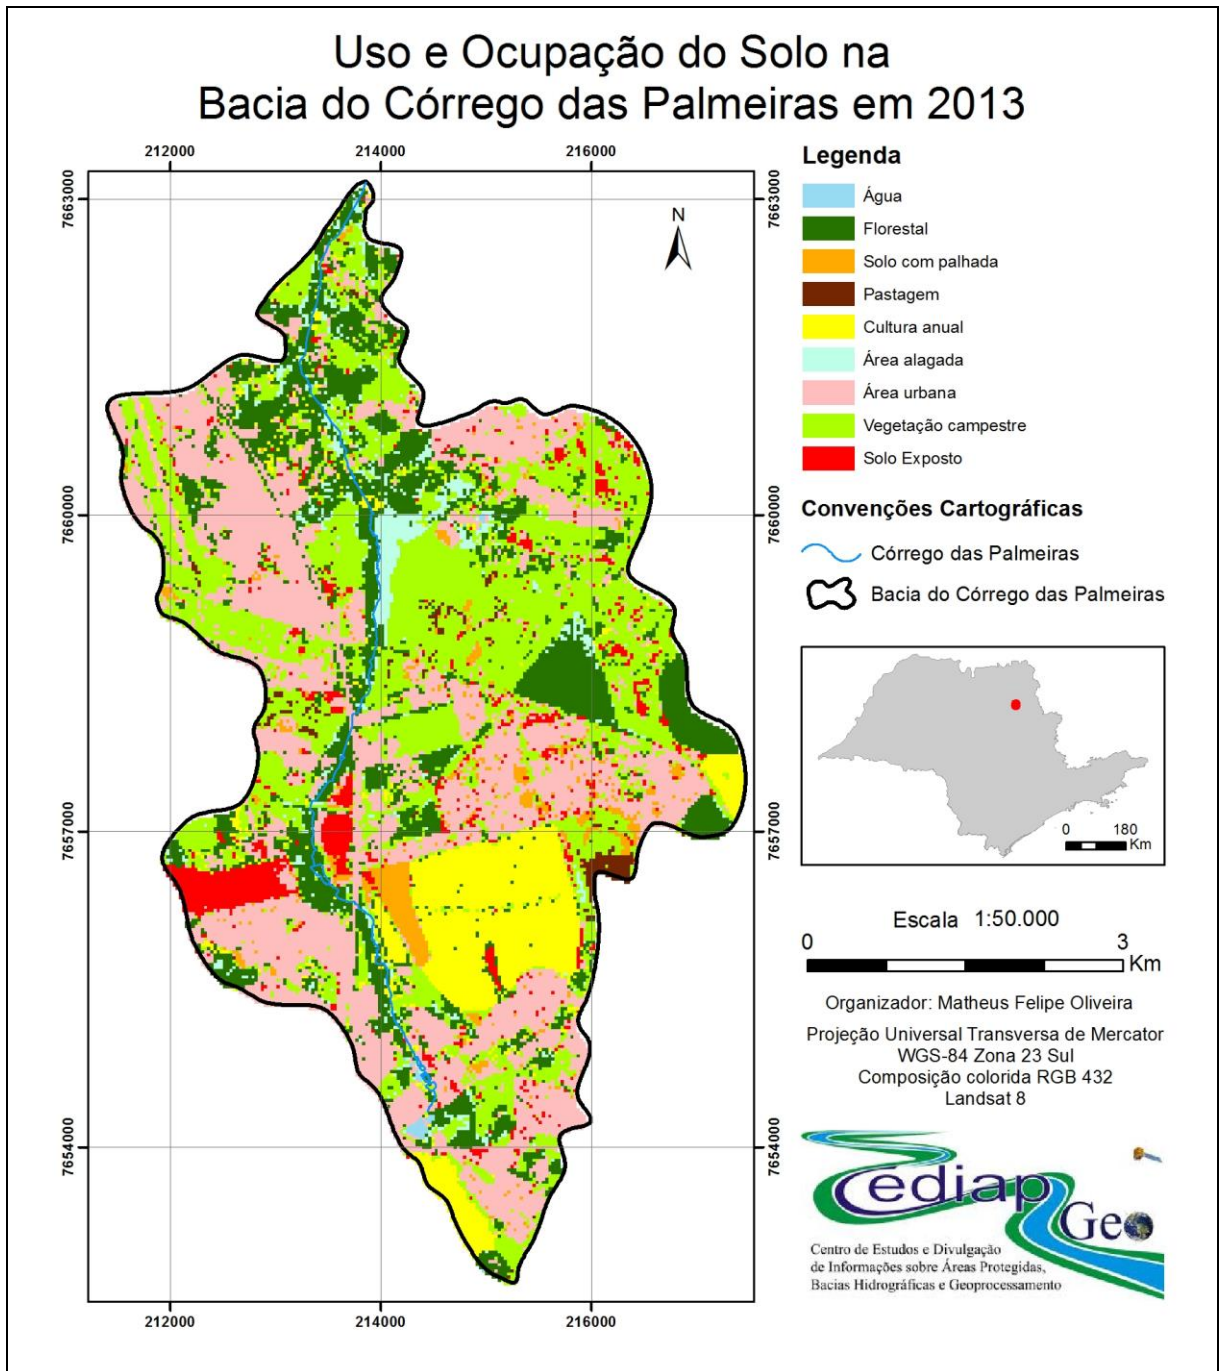 Uso e Ocupação do Solo na
Bacia do Córrego das Palmeiras em 2013
212000 214000 216000
7663000 7663000
7660000 7660000
7657000 7657000
7654000 7654000
212000 214000 216000
N
Legenda
Água
Florestal
Solo com palhada
Pastagem
Cultura anual
Área alagada
Área urbana
Vegetação campestre
Solo Exposto
Convenções Cartográficas
Córrego das Palmeiras
Bacia do Córrego das Palmeiras
0 180
Km
Escala 1:50.000
0 3
Km
Organizador: Matheus Felipe Oliveira
Projeção Universal Transversa de Mercator
WGS-84 Zona 23 Sul
Composição colorida RGB 432
Landsat 8
Cediap
Geo
Centro de Estudos e Divulgação
de Informações sobre Áreas Protegidas,
Bacias Hidrográficas e Geoprocessamento